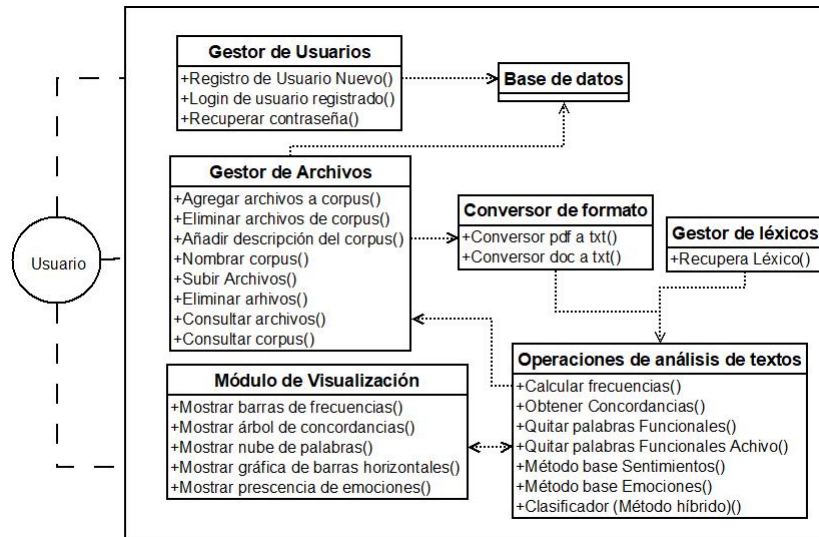 Gestor de Usuarios
+Registro de Usuario Nuevo()
+Login de usuario registrado()
+Recuperar contraseña()
Base de datos
Gestor de Archivos
+Agregar archivos a corpus()
+Eliminar archivos de corpus()
+Añadir descripción del corpus()
+Nombrar corpus()
+Subir Archivos()
+Eliminar arhivos()
+Consultar archivos()
+Consultar corpus()
Conversor de formato
+Conversor pdf a txt()
+Conversor doc a txt()
Gestor de léxicos
+Recupera Léxico()
Usuario
Módulo de Visualización
+Mostrar barras de frecuencias()
+Mostrar árbol de concordancias()
+Mostrar nube de palabras()
+Mostrar gráfica de barras horizontales()
+Mostrar prescencia de emociones()
Operaciones de análisis de textos
+Calcular frecuencias()
+Obtener Concordancias()
+Quitar palabras Funcionales()
+Quitar palabras Funcionales Achivo()
+Método base Sentimientos()
+Método base Emociones()
+Clasificador (Método híbrido)()